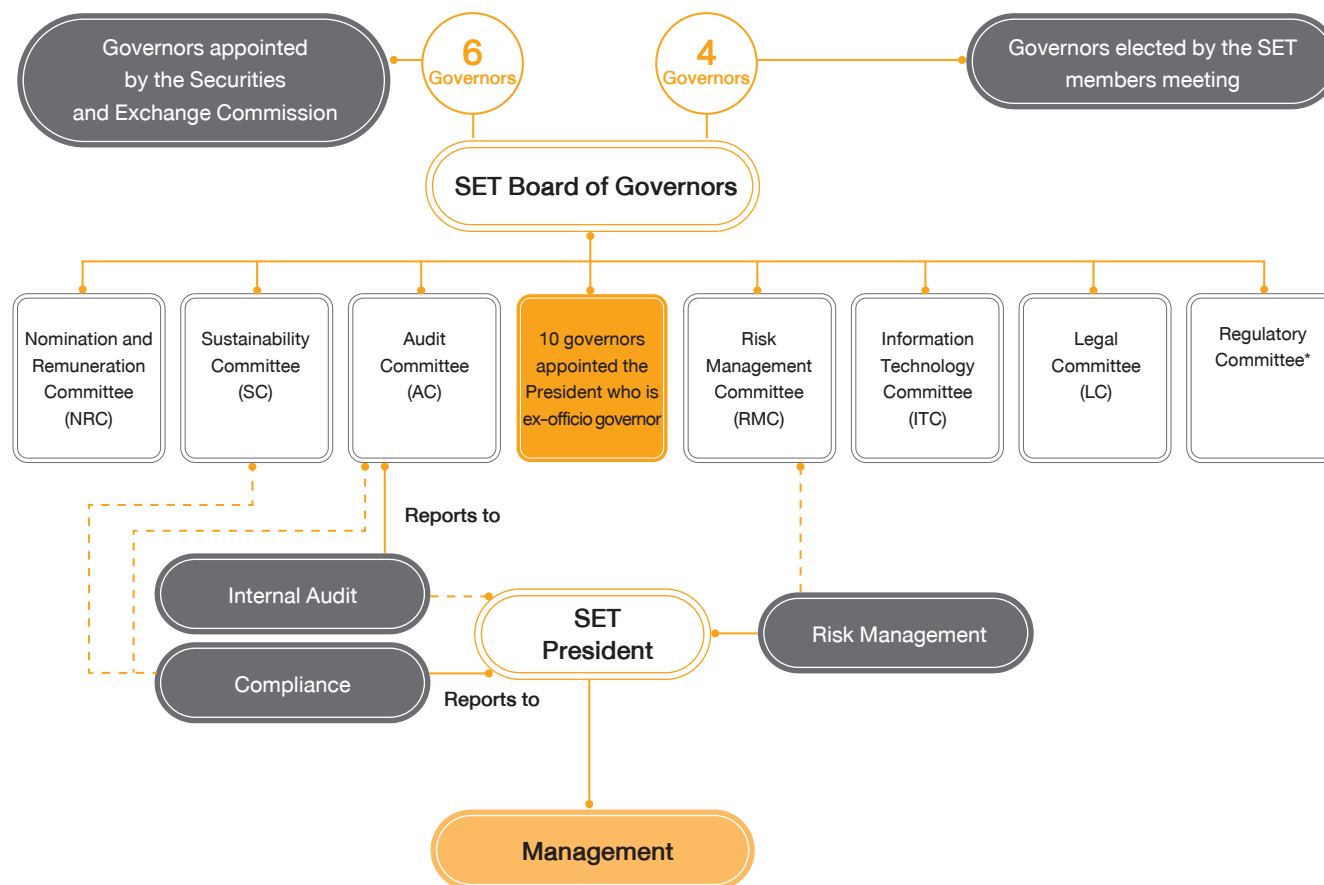 Governors appointed
by the Securities
and Exchange Commission
6
Governors
4
Governors
Governors elected by the SET
members meeting
SET Board of Governors
Nomination and
Remuneration
Committee
(NRC)
Sustainability
Committee
(SC)
Audit
Committee
(AC)
10 governors
appointed the
President who is
ex-officio governor
Risk
Management
Committee
(RMC)
Information
Technology
Committee
(ITC)
Legal
Committee
(LC)
Regulatory
Committee*
Reports to
Internal Audit
SET
President
Risk Management
Compliance
Reports to
Management